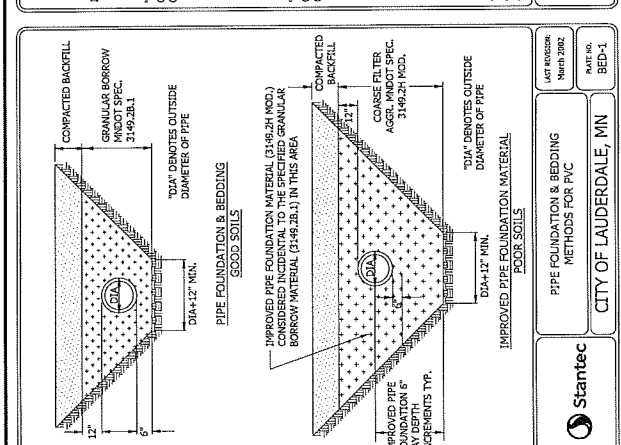 COMPACTED BACKFILL
GRANULAR BORROW
MNDOT SPEC.
3149.2B.1
12"
6"
DIA
DIA+12" MIN.
"DIA" DENOTES OUTSIDE
DIAMETER OF PIPE
PIPE FOUNDATION & BEDDING
GOOD SOILS
IMPROVED PIPE FOUNDATION MATERIAL (3149.2H MOD.)
CONSIDERED INCIDENTAL TO THE SPECIFIED GRANULAR
BORROW MATERIAL (3149.2B.1) IN THIS AREA
COMPACTED
BACKFILL
12"
COARSE FILTER
AGGR. MNDOT SPEC.
3149.2H MOD.
DIA
6"
DIA+12" MIN.
"DIA" DENOTES OUTSIDE
DIAMETER OF PIPE
IMPROVED PIPE FOUNDATION MATERIAL
POOR SOILS
Stantec
PIPE FOUNDATION & BEDDING
METHODS FOR PVC
CITY OF LAUDERDALE, MN
LAST REVISION:
March 2002
PLATE NO.
BED-1